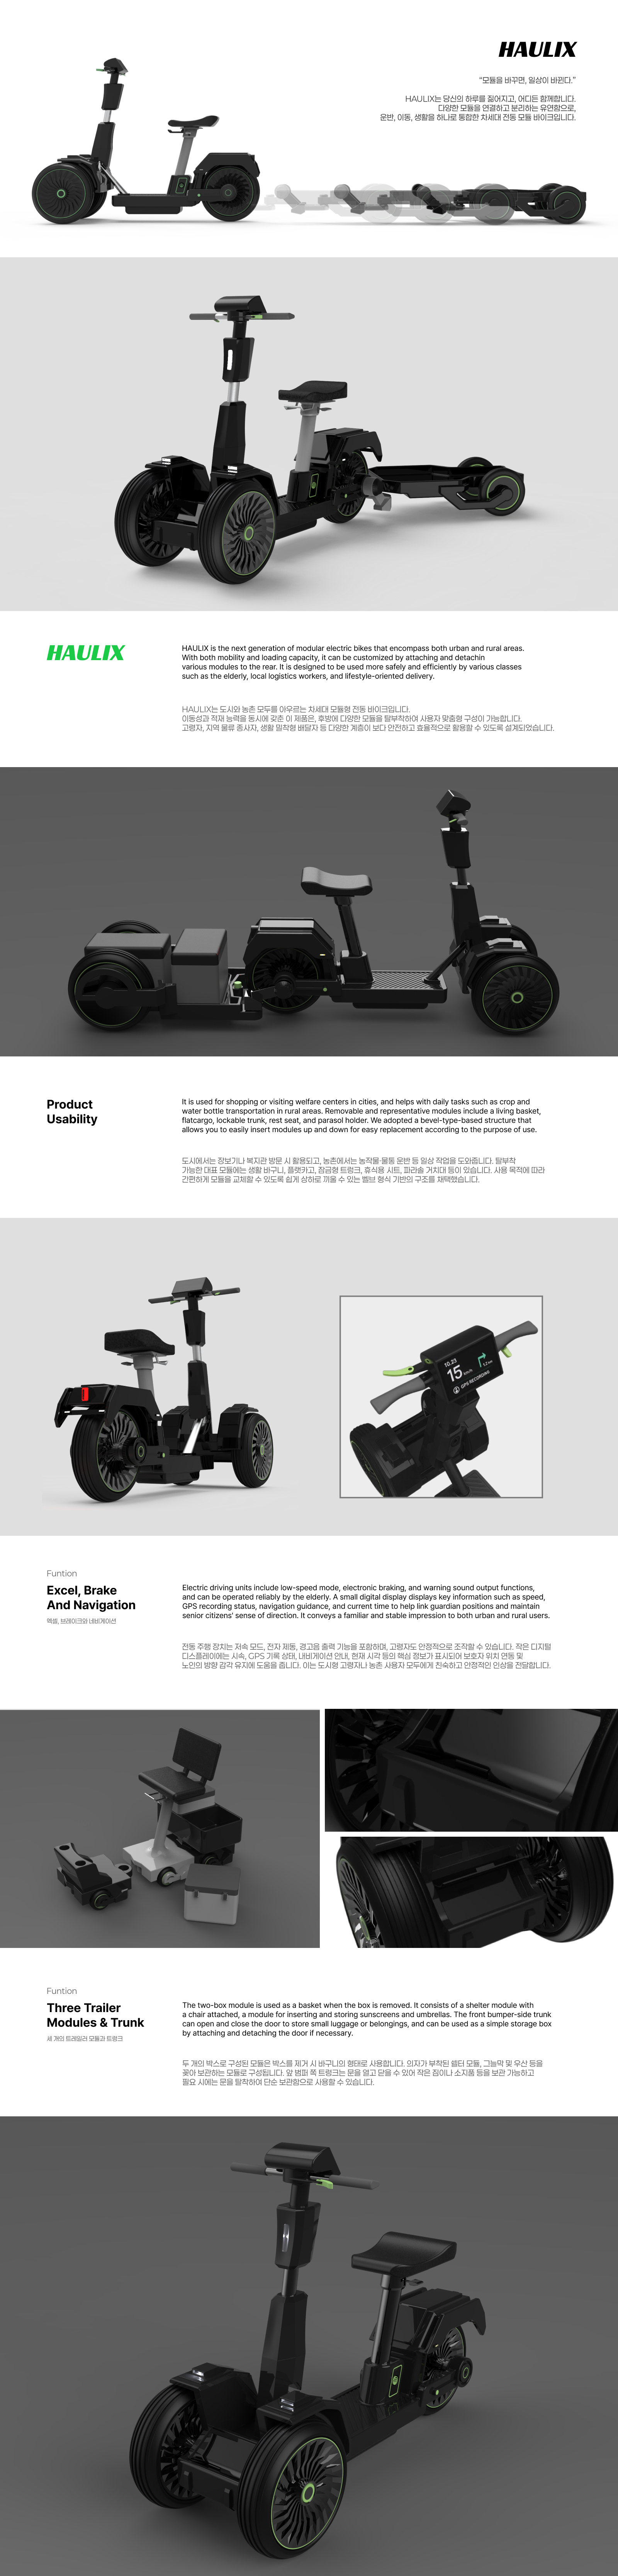 HAULIX
"모듈을 바꾸면, 일상이 바뀐다."
HAULIX는 당신의 하루를 짊어지고, 어디든 함께합니다.
다양한 모듈을 연결하고 분리하는 유연함으로,
운반, 이동, 생활을 하나로 통합한 차세대 전동 모듈 바이크입니다.
HAULIX
HAULIX is the next generation of modular electric bikes that encompass both urban and rural areas.
With both mobility and loading capacity, it can be customized by attaching and detachin
various modules to the rear. It is designed to be used more safely and efficiently by various classes
such as the elderly, local logistics workers, and lifestyle-oriented delivery.
HAULIX는 도시와 농촌 모두를 아우르는 차세대 모듈형 전동 바이크입니다.
이동성과 적재 능력을 동시에 갖춘 이 제품은, 후방에 다양한 모듈을 탈부착하여 사용자 맞춤형 구성이 가능합니다.
고령자, 지역 물류 종사자, 생활 밀착형 배달자 등 다양한 계층이 보다 안전하고 효율적으로 활용할 수 있도록 설계되었습니다.
Product
Usability
It is used for shopping or visiting welfare centers in cities, and helps with daily tasks such as crop and
water bottle transportation in rural areas. Removable and representative modules include a living basket,
flatcargo, lockable trunk, rest seat, and parasol holder. We adopted a bevel-type-based structure that
allows you to easily insert modules up and down for easy replacement according to the purpose of use.
도시에서는 장보기나 복지관 방문 시 활용되고, 농촌에서는 농작물·물통 운반 등 일상 작업을 도와줍니다. 탈부착
가능한 대표 모듈에는 생활 바구니, 플랫카고, 잠금형 트렁크, 휴식용 시트, 파라솔 거치대 등이 있습니다. 사용 목적에 따라
간편하게 모듈을 교체할 수 있도록 쉽게 상하로 끼울 수 있는 벨브 형식 기반의 구조를 채택했습니다.
10.23
15 km/h
1.2 km
GPS RECORDING
Funtion
Excel, Brake
And Navigation
엑셀, 브레이크와 네비게이션
Electric driving units include low-speed mode, electronic braking, and warning sound output functions,
and can be operated reliably by the elderly. A small digital display displays key information such as speed,
GPS recording status, navigation guidance, and current time to help link guardian positions and maintain
senior citizens' sense of direction. It conveys a familiar and stable impression to both urban and rural users.
전동 주행 장치는 저속 모드, 전자 제동, 경고음 출력 기능을 포함하며, 고령자도 안정적으로 조작할 수 있습니다. 작은 디지털
디스플레이에는 시속, GPS 기록 상태, 내비게이션 안내, 현재 시각 등의 핵심 정보가 표시되어 보호자 위치 연동 및
노인의 방향 감각 유지에 도움을 줍니다. 이는 도시형 고령자나 농촌 사용자 모두에게 친숙하고 안정적인 인상을 전달합니다.
Funtion
Three Trailer
Modules & Trunk
세 개의 트레일러 모듈과 트렁크
The two-box module is used as a basket when the box is removed. It consists of a shelter module with
a chair attached, a module for inserting and storing sunscreens and umbrellas. The front bumper-side trunk
can open and close the door to store small luggage or belongings, and can be used as a simple storage box
by attaching and detaching the door if necessary.
두 개의 박스로 구성된 모듈은 박스를 제거 시 바구니의 형태로 사용합니다. 의자가 부착된 쉘터 모듈, 그늘막 및 우산 등을
꽂아 보관하는 모듈로 구성됩니다. 앞 범퍼 쪽 트렁크는 문을 열고 닫을 수 있어 작은 짐이나 소지품 등을 보관 가능하고
필요 시에는 문을 탈착하여 단순 보관함으로 사용할 수 있습니다.